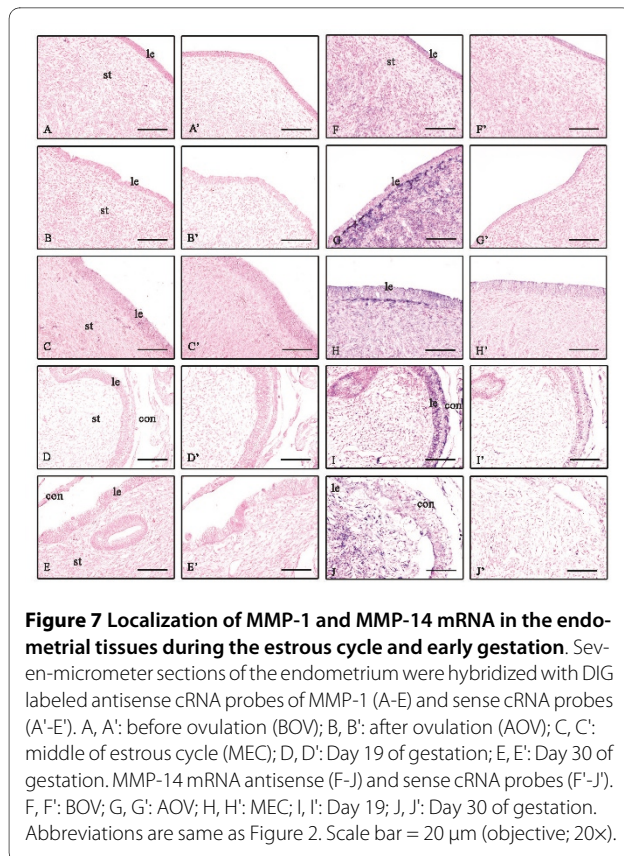 le
st
A
A'
le
st
F
F'
le
st
B
B'
le
G
G'
le
st
C
C'
le
H
H'
le
st
con
D
D'
le
con
I
I'
con
le
st
E
E'
le
con
J
J'
Figure 7 Localization of MMP-1 and MMP-14 mRNA in the endo-
metrial tissues during the estrous cycle and early gestation. Sev-
en-micrometer sections of the endometrium were hybridized with DIG
labeled antisense cRNA probes of MMP-1 (A-E) and sense cRNA probes
(A'-E'). A, A': before ovulation (BOV); B, B': after ovulation (AOV); C, C':
middle of estrous cycle (MEC); D, D': Day 19 of gestation; E, E': Day 30 of
gestation. MMP-14 mRNA antisense (F-J) and sense cRNA probes (F'-J').
F, F': BOV; G, G': AOV; H, H': MEC; I, I': Day 19; J, J': Day 30 of gestation.
Abbreviations are same as Figure 2. Scale bar = 20 μm (objective; 20×).